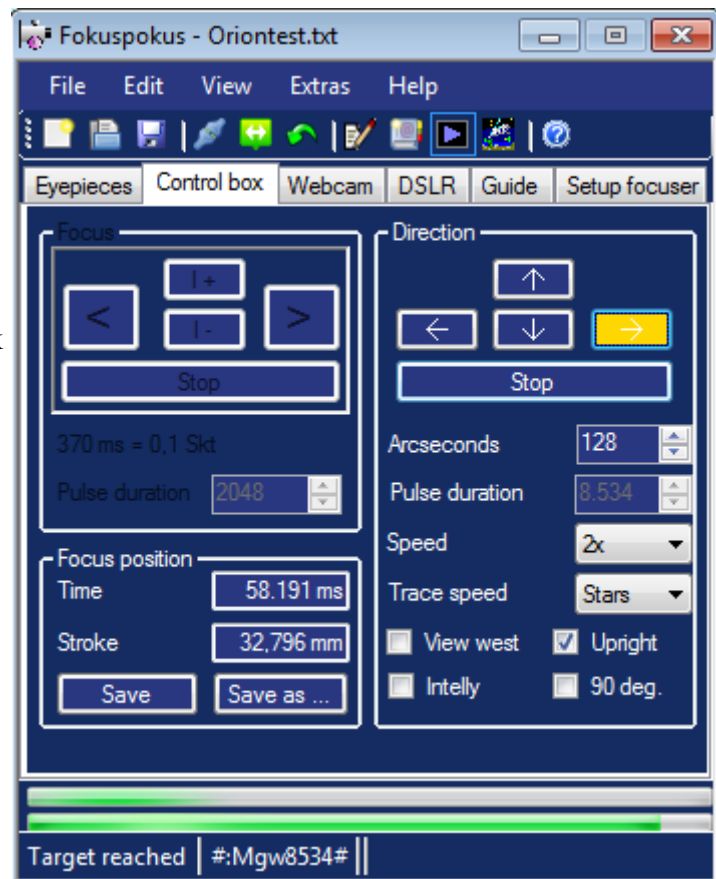 Fokuspokus - Oriontest.txt
File Edit View Extras Help
Eyepieces Control box Webcam DSLR Guide Setup focuser
Focus
< I + I - >
Stop
370 ms = 0,1 Skt
Pulse duration 2048
Focus position
Time 58.191 ms
Stroke 32,796 mm
Save Save as ...
Direction
↑
← ↓ →
Stop
Arcseconds 128
Pulse duration 8.534
Speed 2x
Trace speed Stars
View west Upright
Intelly 90 deg.
Target reached #:Mgw8534#